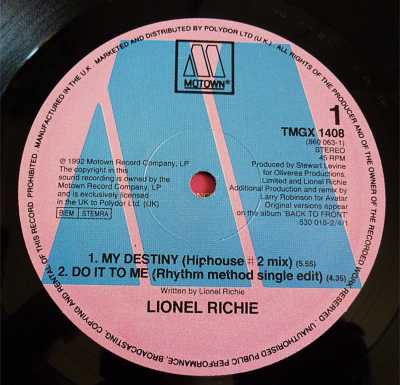 MANUFACTURED IN THE U.K. MARKETED AND DISTRIBUTED BY POLYDOR LTD (U.K.) · ALL RIGHTS OF THE PRODUCER AND OF THE OWNER OF THE RECORDED WORK RESERVED. UNAUTHORISED PUBLIC PERFORMANCE, BROADCASTING, COPYING AND RENTAL OF THIS RECORD PROHIBITED.
M
MOTOWN®
1
TMGX 1408
(860 063-1)
STEREO
45 RPM
℗ 1992 Motown Record Company, LP
The copyright in this
sound recording is owned by the
Motown Record Company, LP
and is exclusively licensed
in the UK to Polydor Ltd. (UK)
BIEM STEMRA
Produced by Stewart Levine
for Oliveres Productions,
Limited and Lionel Richie
Additional Production and remix by
Larry Robinson for Avatar
Original versions appear
on the album 'BACK TO FRONT'
530 018-2/4/1
1. MY DESTINY (Hiphouse #2 mix) (5.55)
2. DO IT TO ME (Rhythm method single edit) (4.35)
Written by Lionel Richie
LIONEL RICHIE